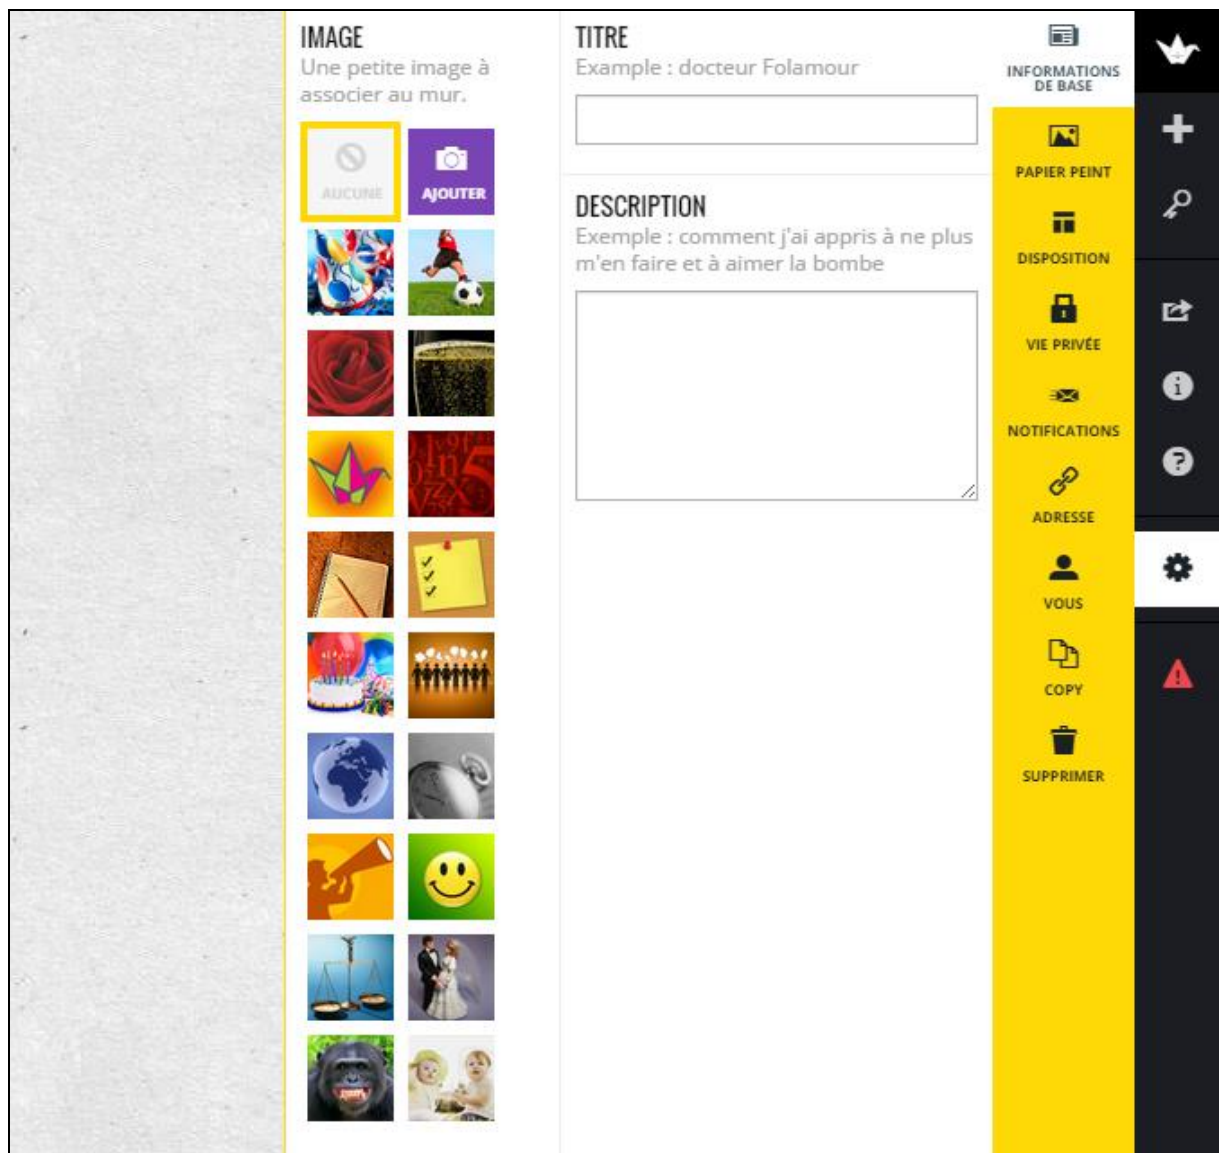 IMAGE
Une petite image à
associer au mur.
AUCUNE
AJOUTER
TITRE
Example : docteur Folamour
DESCRIPTION
Exemple : comment j'ai appris à ne plus
m'en faire et à aimer la bombe
INFORMATIONS
DE BASE
PAPIER PEINT
DISPOSITION
VIE PRIVÉE
NOTIFICATIONS
ADRESSE
VOUS
COPY
SUPPRIMER